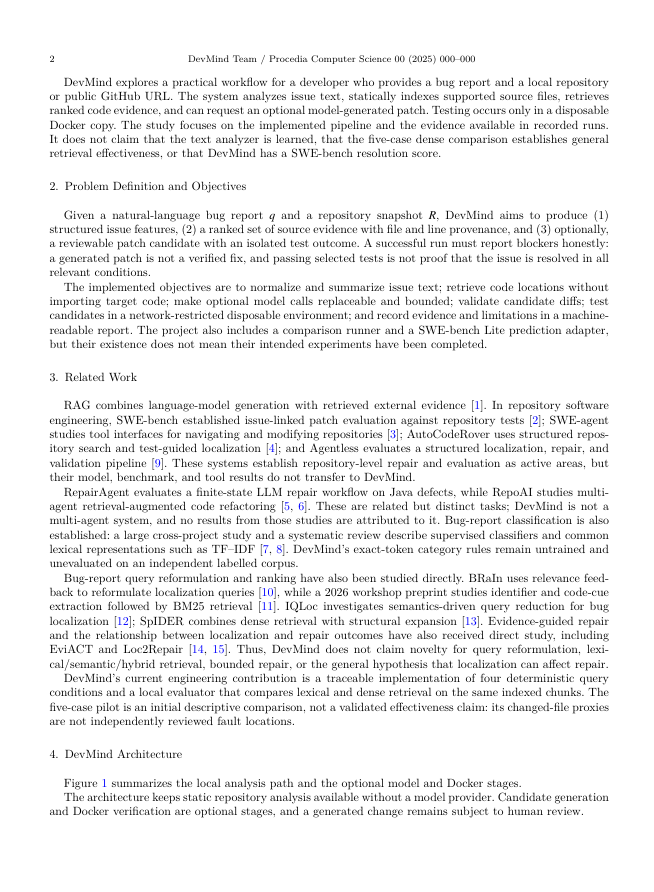 2
DevMind Team / Procedia Computer Science 00 (2025) 000–000
DevMind explores a practical workflow for a developer who provides a bug report and a local repository
or public GitHub URL. The system analyzes issue text, statically indexes supported source files, retrieves
ranked code evidence, and can request an optional model-generated patch. Testing occurs only in a disposable
Docker copy. The study focuses on the implemented pipeline and the evidence available in recorded runs.
It does not claim that the text analyzer is learned, that the five-case dense comparison establishes general
retrieval effectiveness, or that DevMind has a SWE-bench resolution score.
2. Problem Definition and Objectives
Given a natural-language bug report q and a repository snapshot R, DevMind aims to produce (1)
structured issue features, (2) a ranked set of source evidence with file and line provenance, and (3) optionally,
a reviewable patch candidate with an isolated test outcome. A successful run must report blockers honestly:
a generated patch is not a verified fix, and passing selected tests is not proof that the issue is resolved in all
relevant conditions.
The implemented objectives are to normalize and summarize issue text; retrieve code locations without
importing target code; make optional model calls replaceable and bounded; validate candidate diffs; test
candidates in a network-restricted disposable environment; and record evidence and limitations in a machine-
readable report. The project also includes a comparison runner and a SWE-bench Lite prediction adapter,
but their existence does not mean their intended experiments have been completed.
3. Related Work
RAG combines language-model generation with retrieved external evidence [1]. In repository software
engineering, SWE-bench established issue-linked patch evaluation against repository tests [2]; SWE-agent
studies tool interfaces for navigating and modifying repositories [3]; AutoCodeRover uses structured repos-
itory search and test-guided localization [4]; and Agentless evaluates a structured localization, repair, and
validation pipeline [9]. These systems establish repository-level repair and evaluation as active areas, but
their model, benchmark, and tool results do not transfer to DevMind.
RepairAgent evaluates a finite-state LLM repair workflow on Java defects, while RepoAI studies multi-
agent retrieval-augmented code refactoring [5, 6]. These are related but distinct tasks; DevMind is not a
multi-agent system, and no results from those studies are attributed to it. Bug-report classification is also
established: a large cross-project study and a systematic review describe supervised classifiers and common
lexical representations such as TF–IDF [7, 8]. DevMind's exact-token category rules remain untrained and
unevaluated on an independent labelled corpus.
Bug-report query reformulation and ranking have also been studied directly. BRaIn uses relevance feed-
back to reformulate localization queries [10], while a 2026 workshop preprint studies identifier and code-cue
extraction followed by BM25 retrieval [11]. IQLoc investigates semantics-driven query reduction for bug
localization [12]; SpIDER combines dense retrieval with structural expansion [13]. Evidence-guided repair
and the relationship between localization and repair outcomes have also received direct study, including
EviACT and Loc2Repair [14, 15]. Thus, DevMind does not claim novelty for query reformulation, lexi-
cal/semantic/hybrid retrieval, bounded repair, or the general hypothesis that localization can affect repair.
DevMind's current engineering contribution is a traceable implementation of four deterministic query
conditions and a local evaluator that compares lexical and dense retrieval on the same indexed chunks. The
five-case pilot is an initial descriptive comparison, not a validated effectiveness claim: its changed-file proxies
are not independently reviewed fault locations.
4. DevMind Architecture
Figure 1 summarizes the local analysis path and the optional model and Docker stages.
The architecture keeps static repository analysis available without a model provider. Candidate generation
and Docker verification are optional stages, and a generated change remains subject to human review.